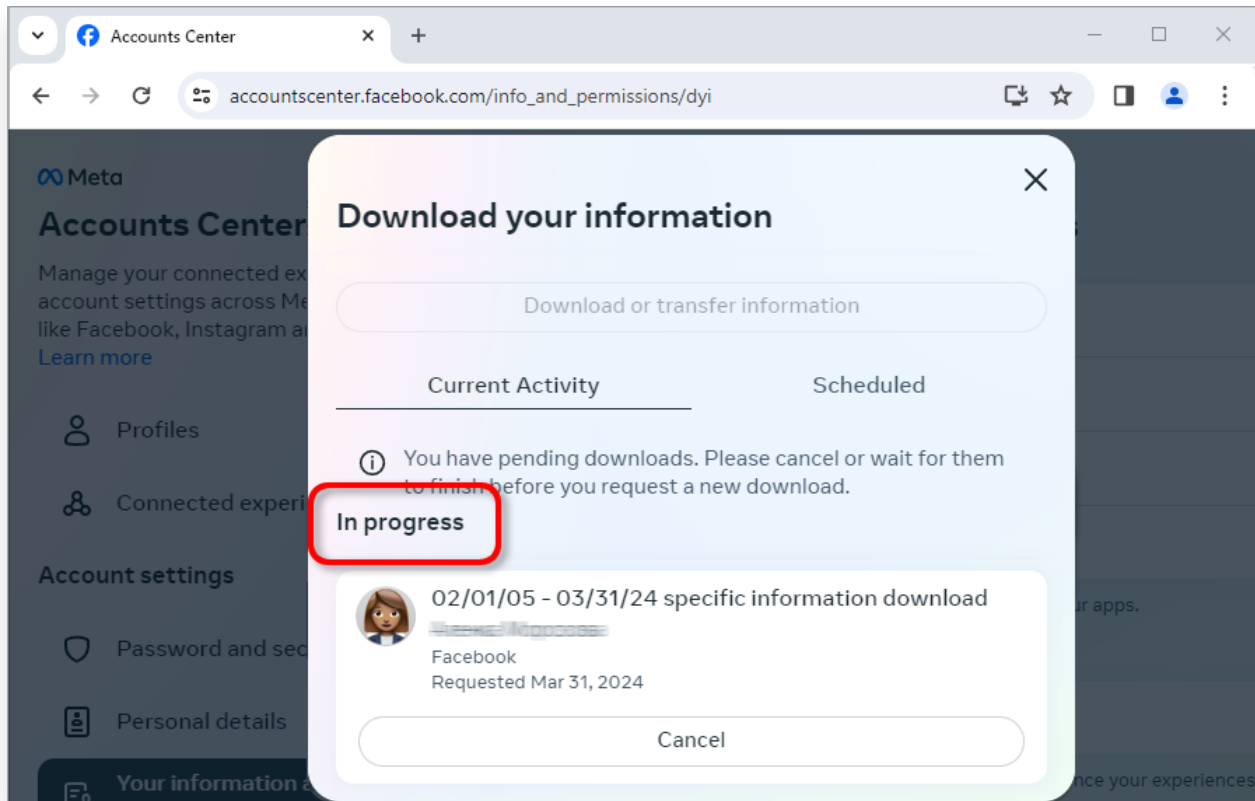 Accounts Center
accountscenter.facebook.com/info_and_permissions/dyi
Meta
Accounts Center
Manage your connected ex
account settings across Me
like Facebook, Instagram a
Learn more
Profiles
Connected experi
Account settings
Password and sec
Personal details
Your information a
Download your information
Download or transfer information
Current Activity
Scheduled
You have pending downloads. Please cancel or wait for them
to finish before you request a new download.
In progress
02/01/05 - 03/31/24 specific information download
Facebook
Requested Mar 31, 2024
Cancel
s
ur apps.
nce your experiences